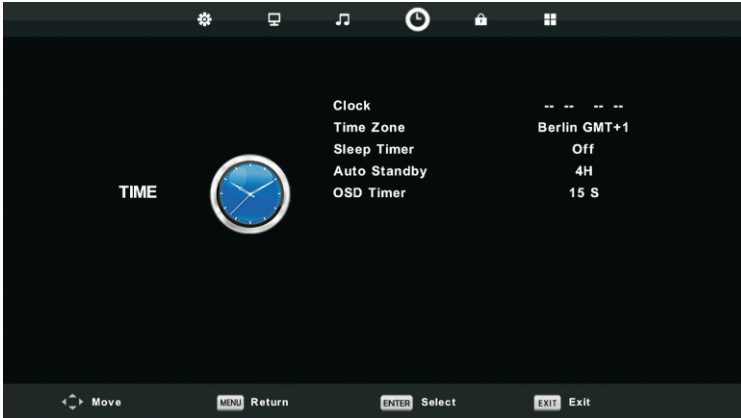 Clock -- -- -- --
Time Zone Berlin GMT+1
Sleep Timer Off
Auto Standby 4H
OSD Timer 15 S
TIME
Move MENU Return ENTER Select EXIT Exit